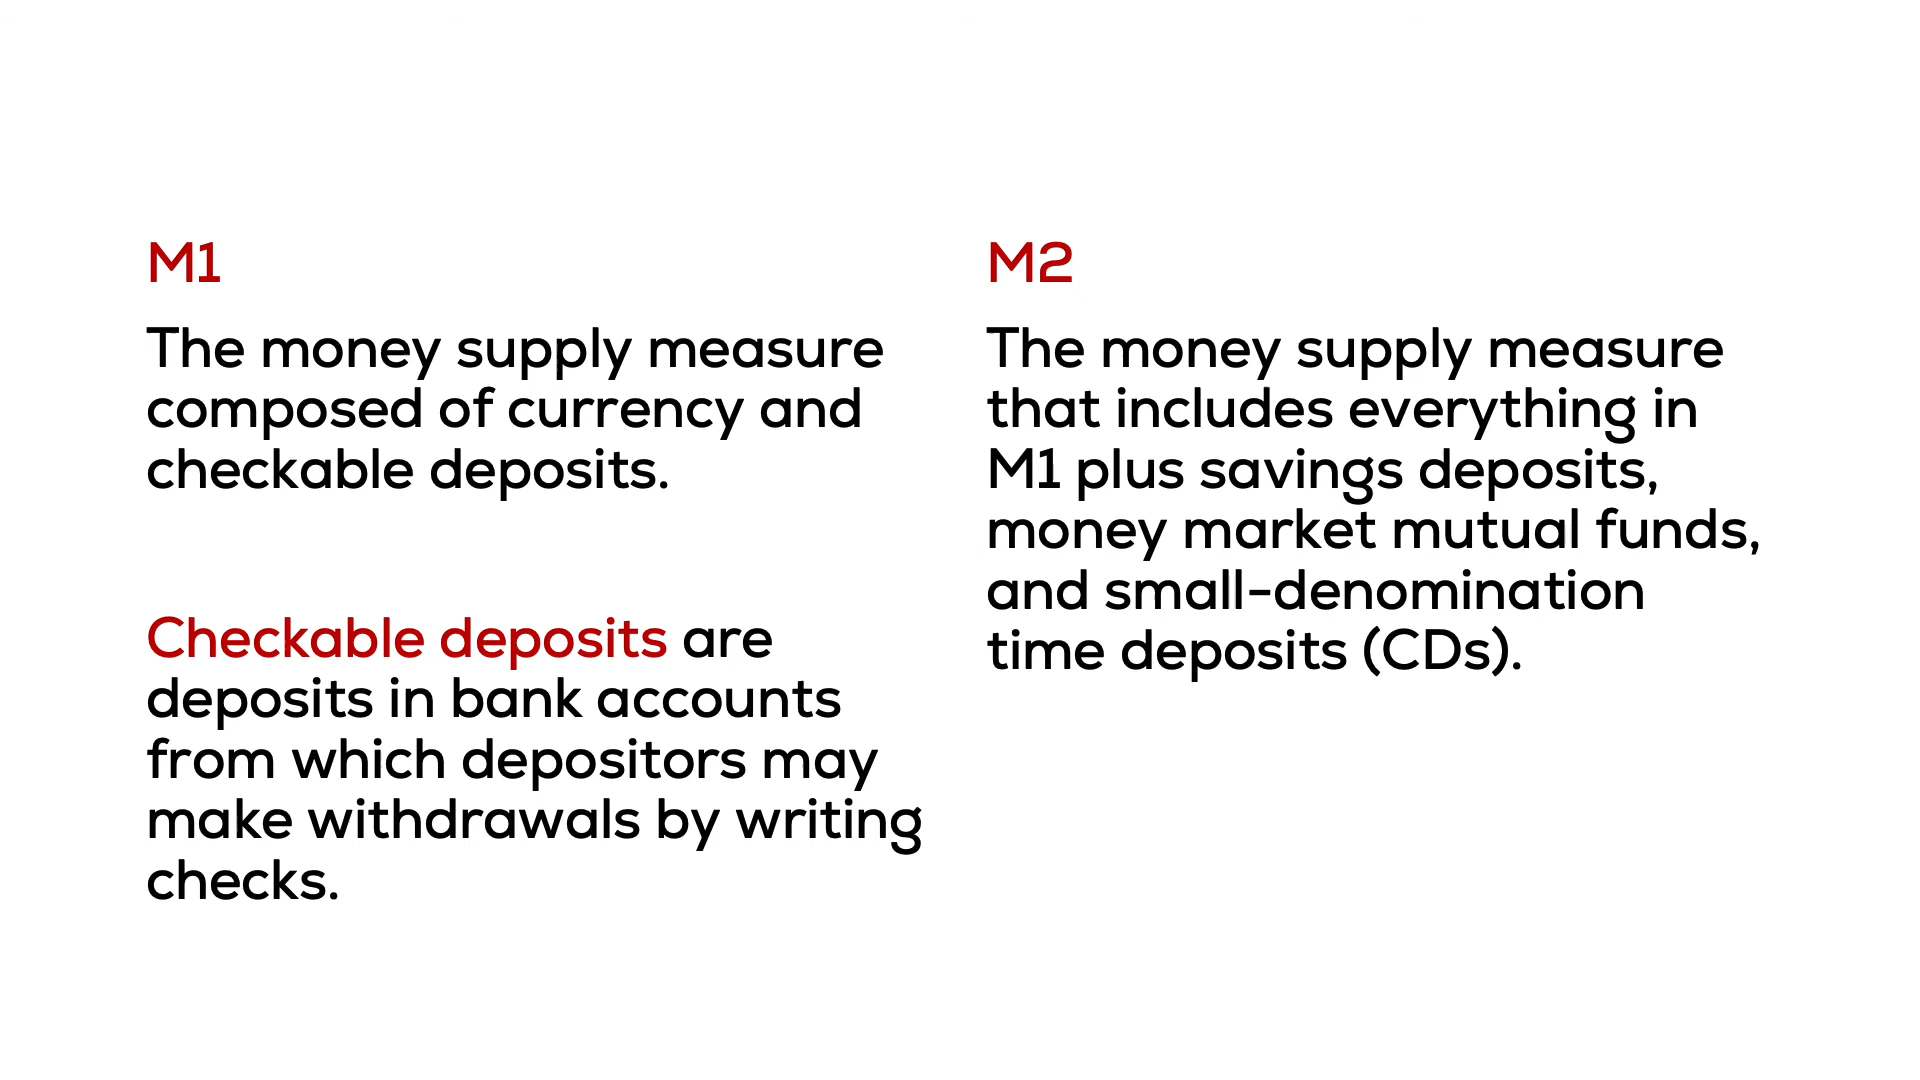 M1
The money supply measure
composed of currency and
checkable deposits.
Checkable deposits are
deposits in bank accounts
from which depositors may
make withdrawals by writing
checks.
M2
The money supply measure
that includes everything in
M1 plus savings deposits,
money market mutual funds,
and small-denomination
time deposits (CDs).